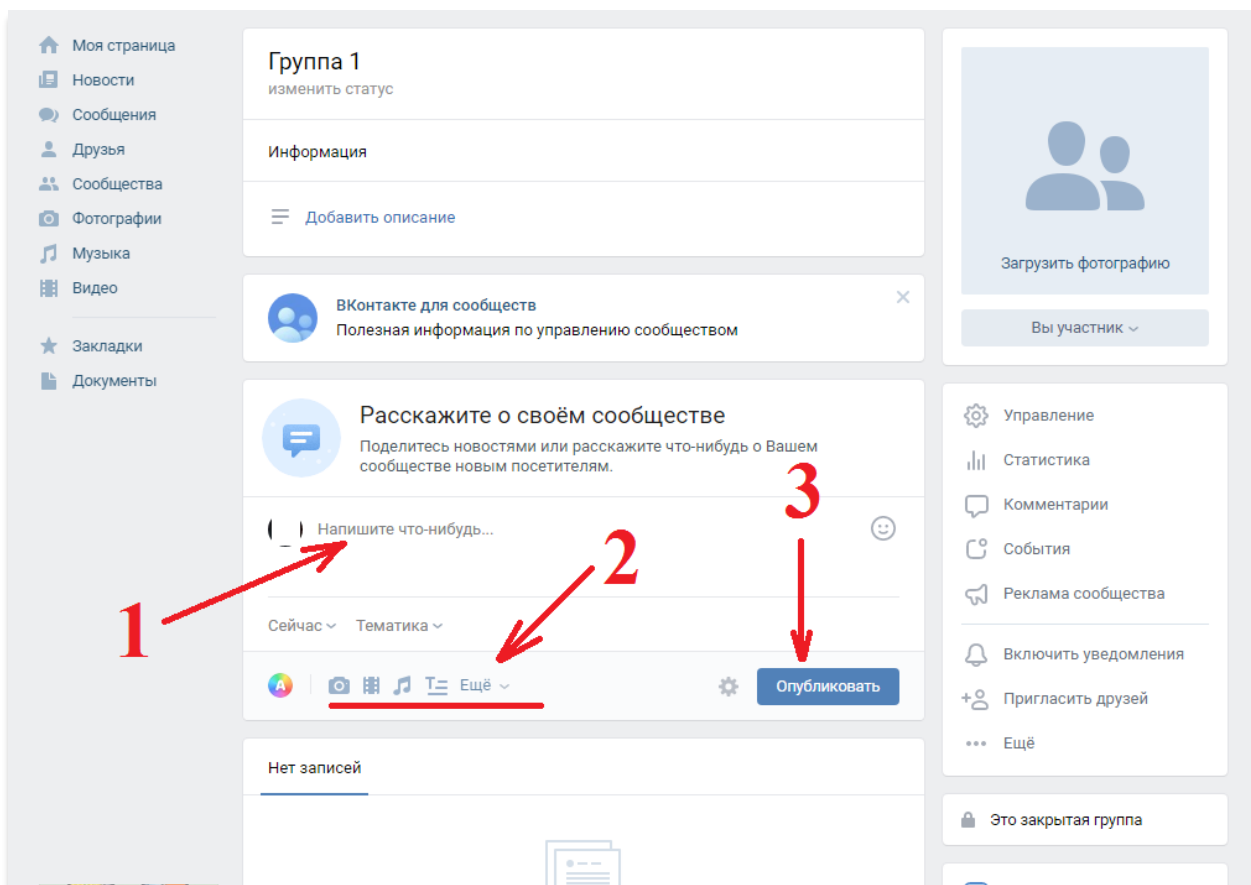 Моя страница
Новости
Сообщения
Друзья
Сообщества
Фотографии
Музыка
Видео
Закладки
Документы
Группа 1
изменить статус
Информация
Добавить описание
ВКонтакте для сообществ
Полезная информация по управлению сообществом
Расскажите о своём сообществе
Поделитесь новостями или расскажите что-нибудь о Вашем
сообществе новым посетителям.
3
Напишите что-нибудь...
2
1
Сейчас
Тематика
A
T
Ещё
Опубликовать
Нет записей
Загрузить фотографию
Вы участник
Управление
Статистика
Комментарии
События
Реклама сообщества
Включить уведомления
Пригласить друзей
Ещё
Это закрытая группа